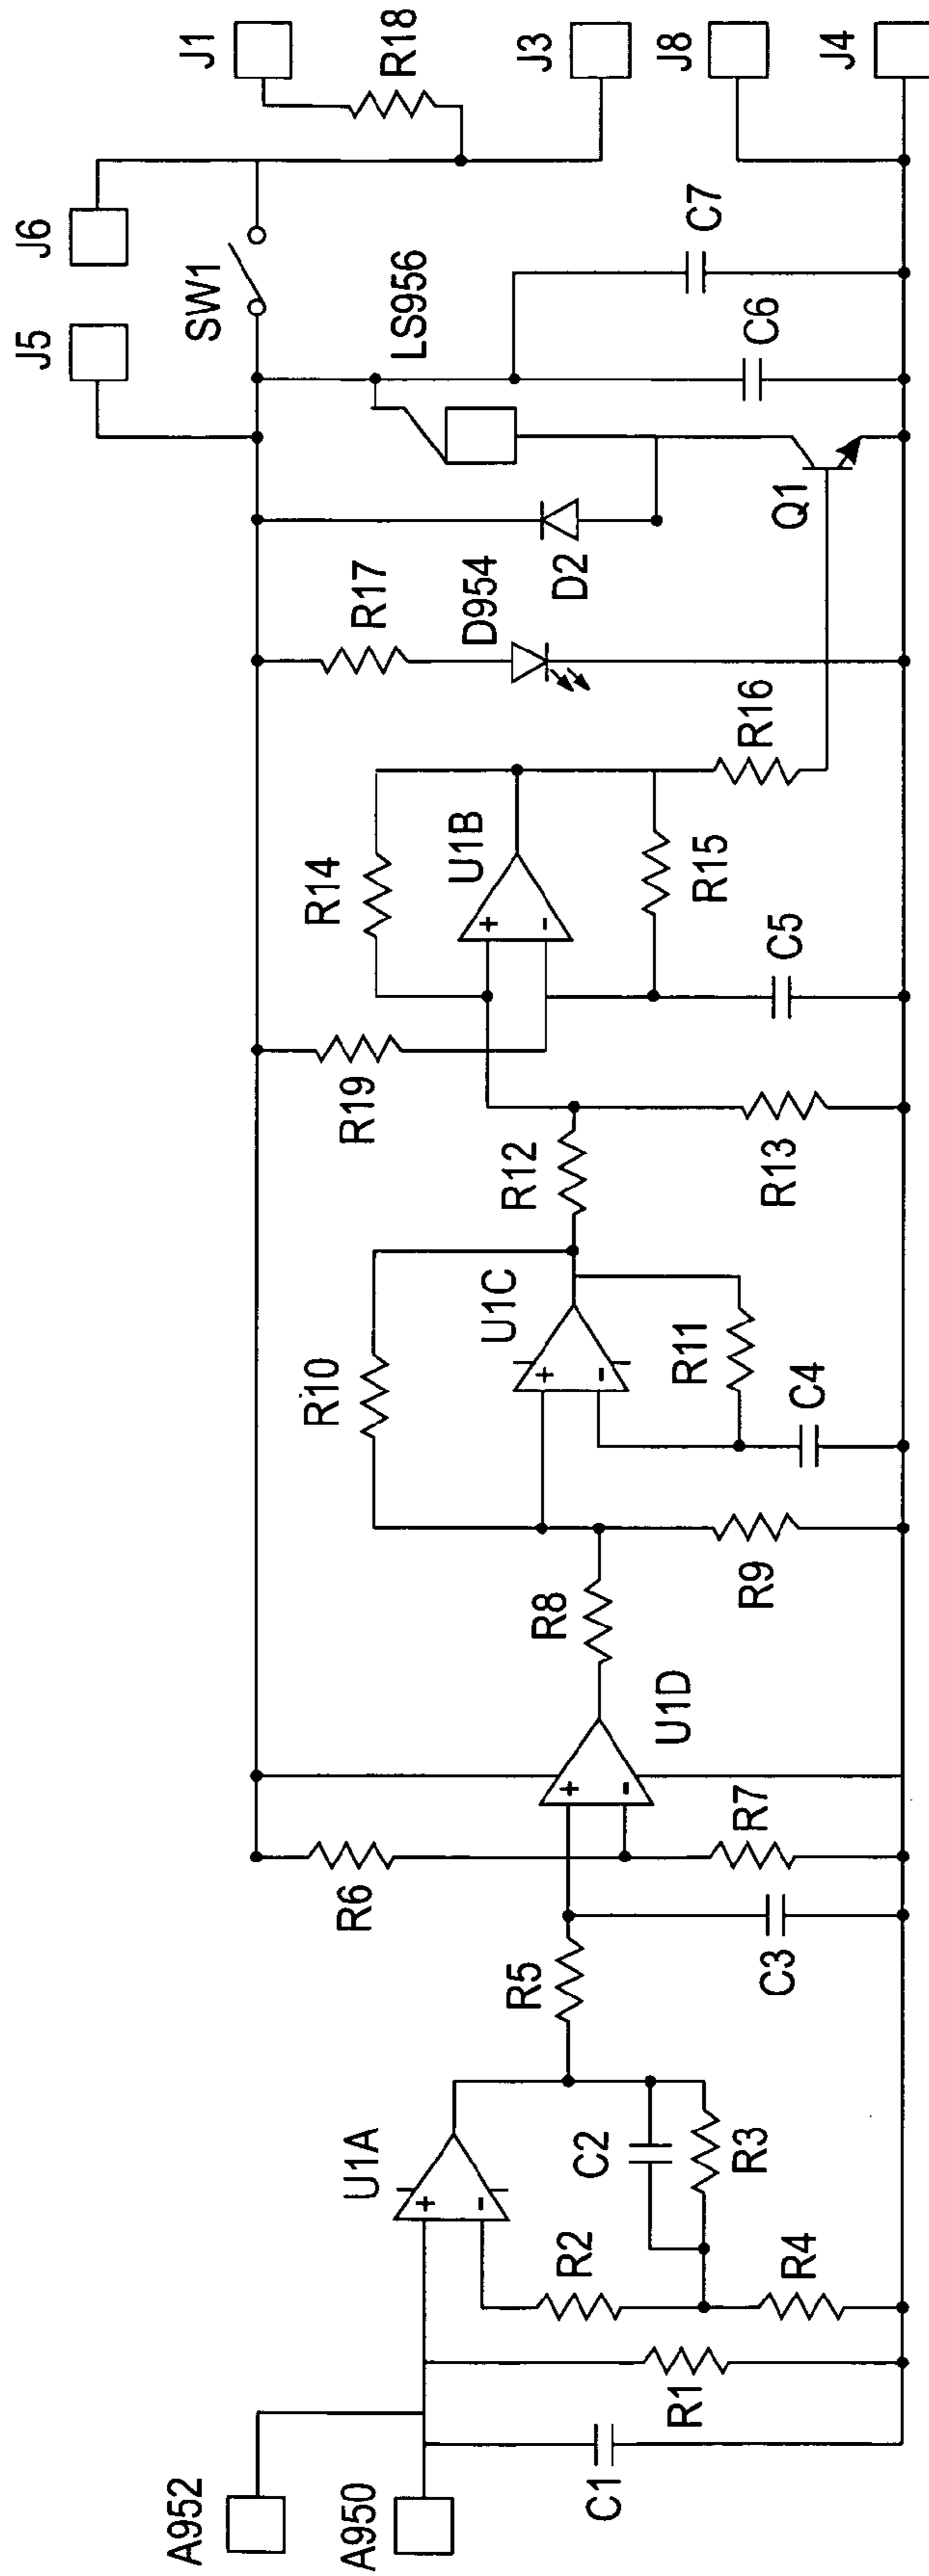 A952
A950
C1
R1
R2
R4
U1A
+
-
C2
R3
R5
C3
R6
R7
+
-
U1D
R8
R9
R10
U1C
+
-
R11
C4
R12
R13
R19
R14
U1B
+
-
R15
C5
R16
R17
D954
D2
Q1
LS956
C6
C7
SW1
J5
J6
J1
R18
J3
J8
J4